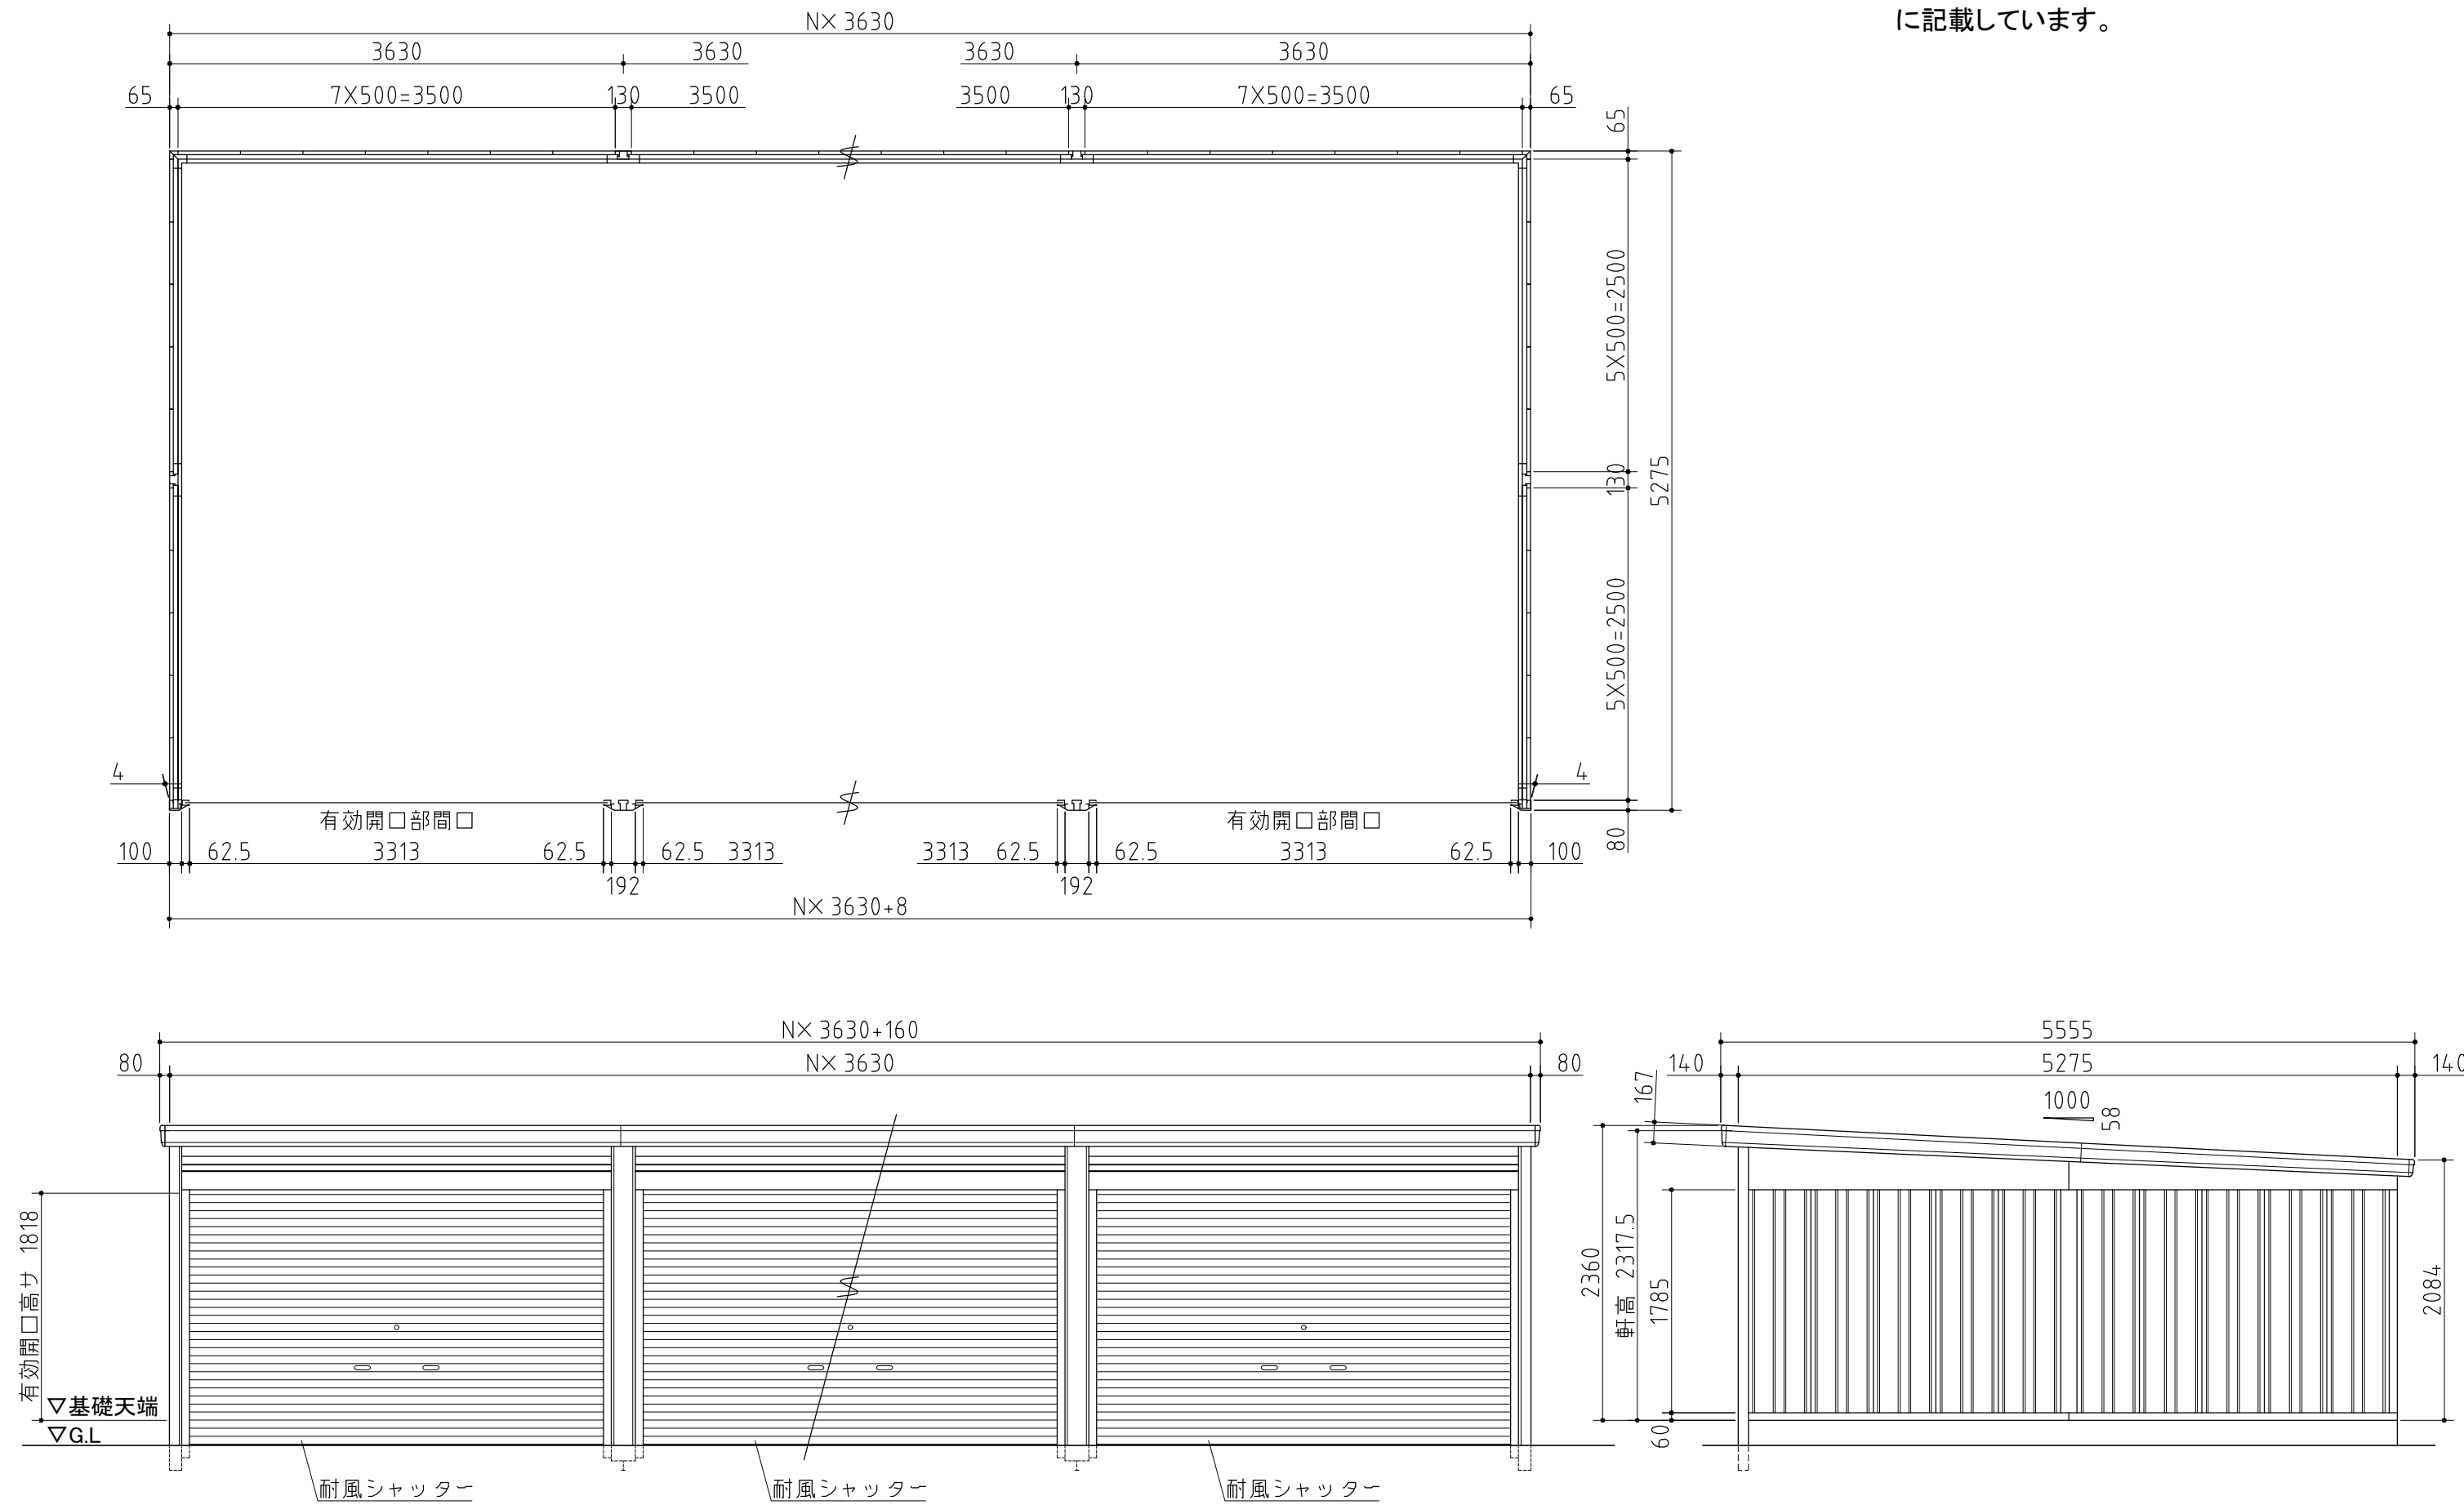 に記載しています。
N× 3630
3630 3630 3630 3630
65 7X500=3500 130 3500 3500 130 7X500=3500 65
65
5X500=2500
130
5275
5X500=2500
80
4 4
有効開口部間口 有効開口部間口
100 62.5 3313 62.5 62.5 3313 3313 62.5 62.5 3313 62.5 100
192 192
N× 3630+8
N× 3630+160
80 N× 3630 80
有効開口高サ 1818
▽基礎天端
▽G.L
耐風シャッター 耐風シャッター 耐風シャッター
5555
140 5275 140
167
1000
58
2360
軒高 2317.5
1785
60
2084